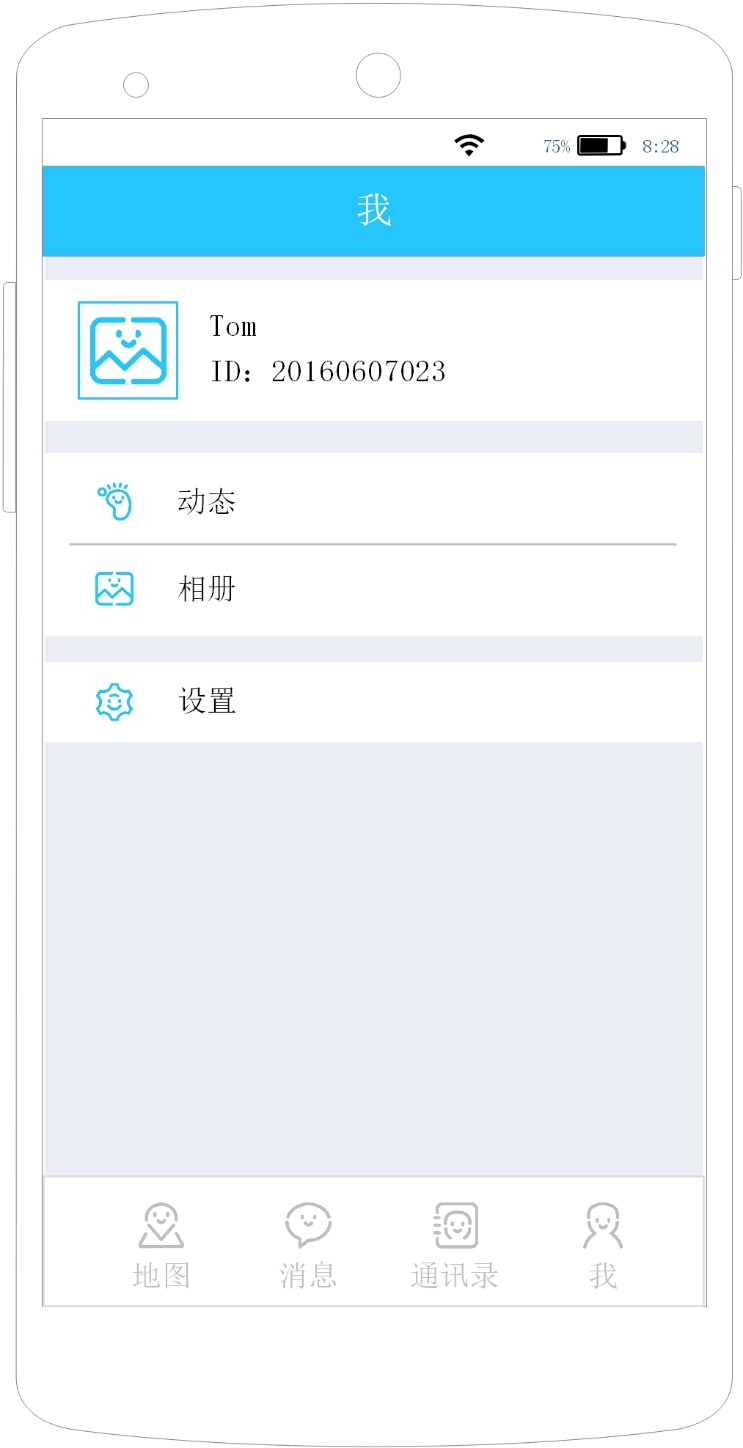 75% 8:28
我
Tom
ID：20160607023
动态
相册
设置
地图 消息 通讯录 我